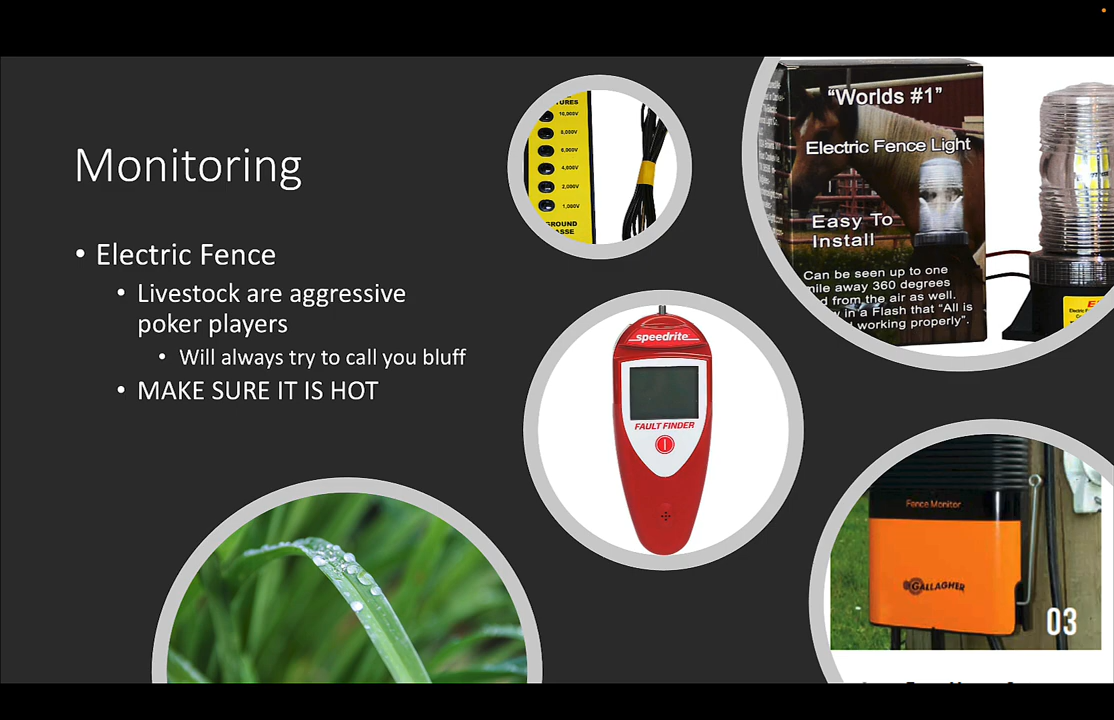 Monitoring
• Electric Fence
• Livestock are aggressive
poker players
• Will always try to call you bluff
• MAKE SURE IT IS HOT
10,000V
8,000V
6,000V
4,000V
2,000V
1,000V
"Worlds #1"
Electric Fence Light
Easy To
Install
Can be seen up to one
mile away 360 degrees
from the air as well.
in a Flash that "All is
working properly".
speedrite
FAULT FINDER
Fence Monitor
GALLAGHER
03